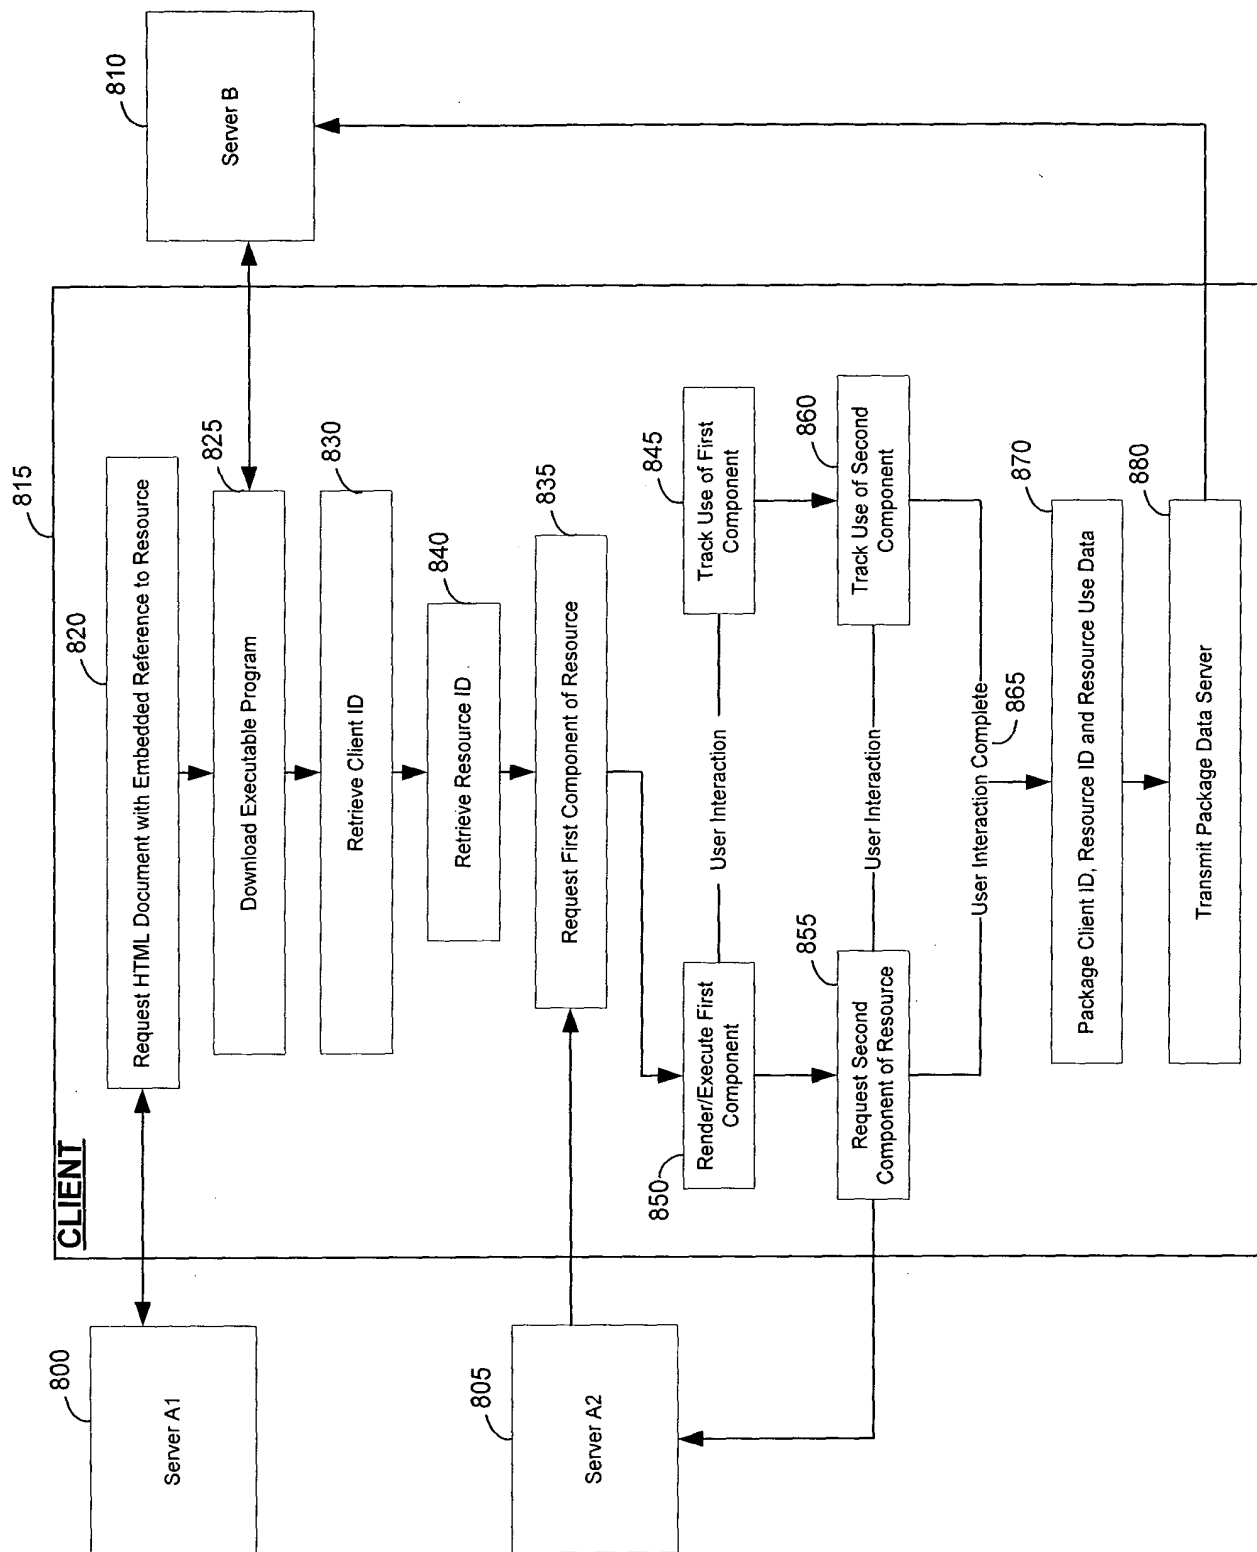 815
CLIENT
800
Server A1
805
Server A2
810
Server B
820
Request HTML Document with Embedded Reference to Resource
825
Download Executable Program
830
Retrieve Client ID
840
Retrieve Resource ID
835
Request First Component of Resource
850
Render/Execute First
Component
User Interaction
845
Track Use of First
Component
855
Request Second
Component of Resource
User Interaction
860
Track Use of Second
Component
User Interaction Complete
865
870
Package Client ID, Resource ID and Resource Use Data
880
Transmit Package Data Server